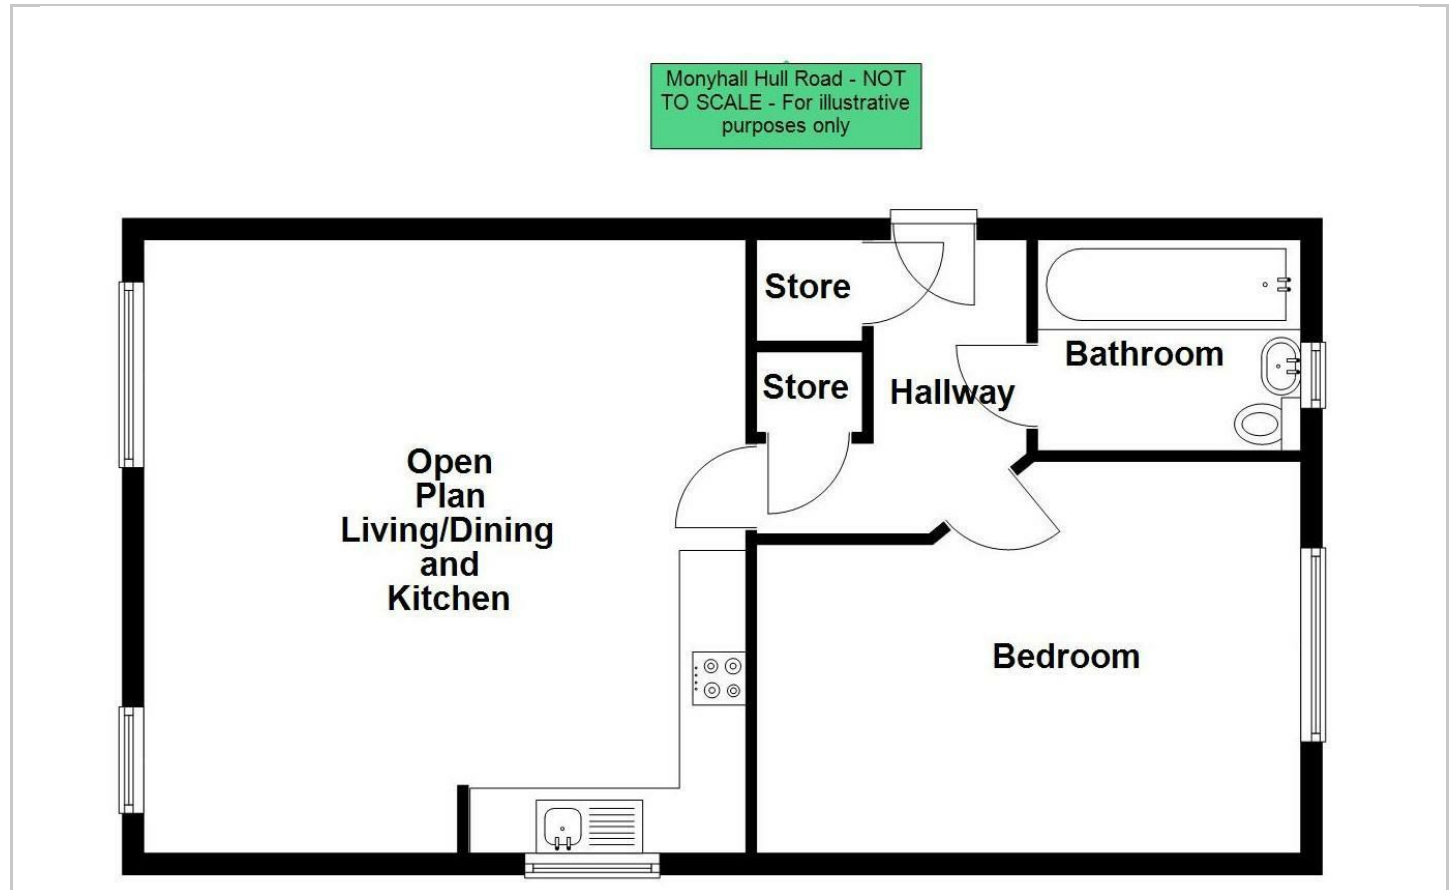 Monyhall Hull Road - NOT
TO SCALE - For illustrative
purposes only
Store
Store
Hallway
Bathroom
Open
Plan
Living/Dining
and
Kitchen
Bedroom